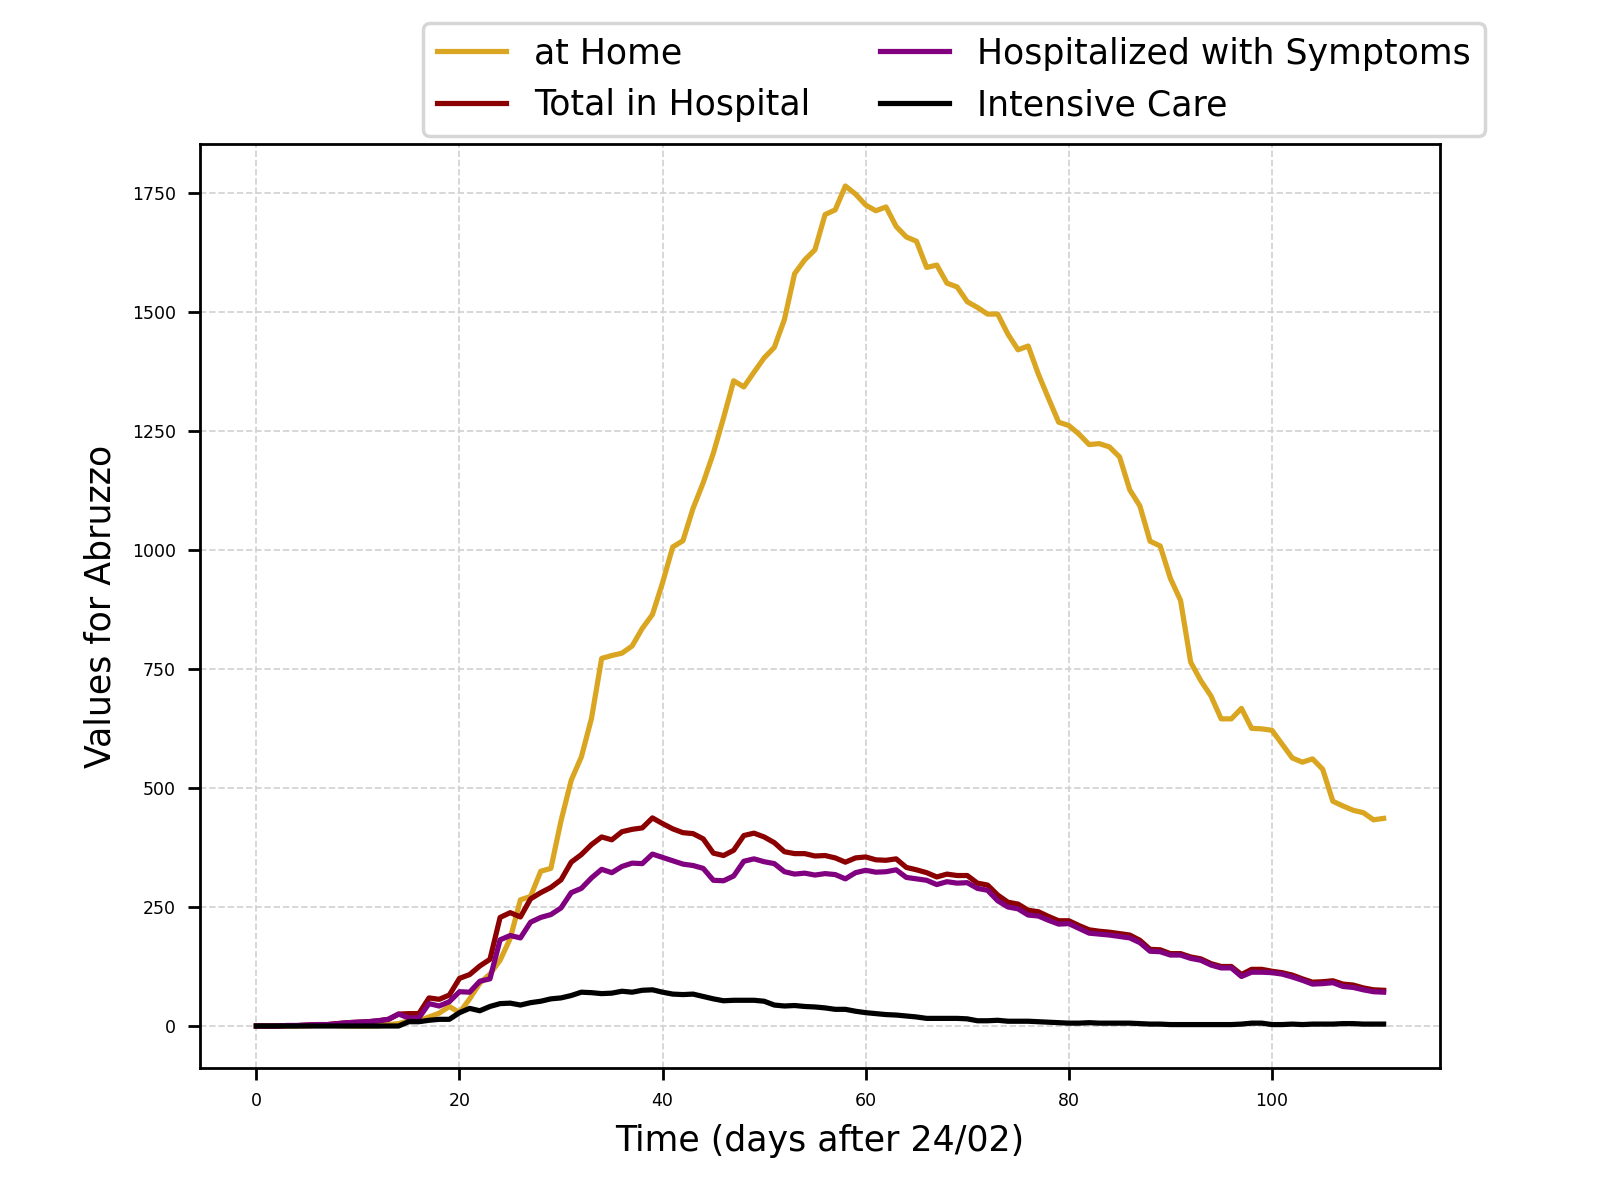 at Home
Total in Hospital
Hospitalized with Symptoms
Intensive Care
Values for Abruzzo
1750
1500
1250
1000
750
500
250
0
0 20 40 60 80 100
Time (days after 24/02)